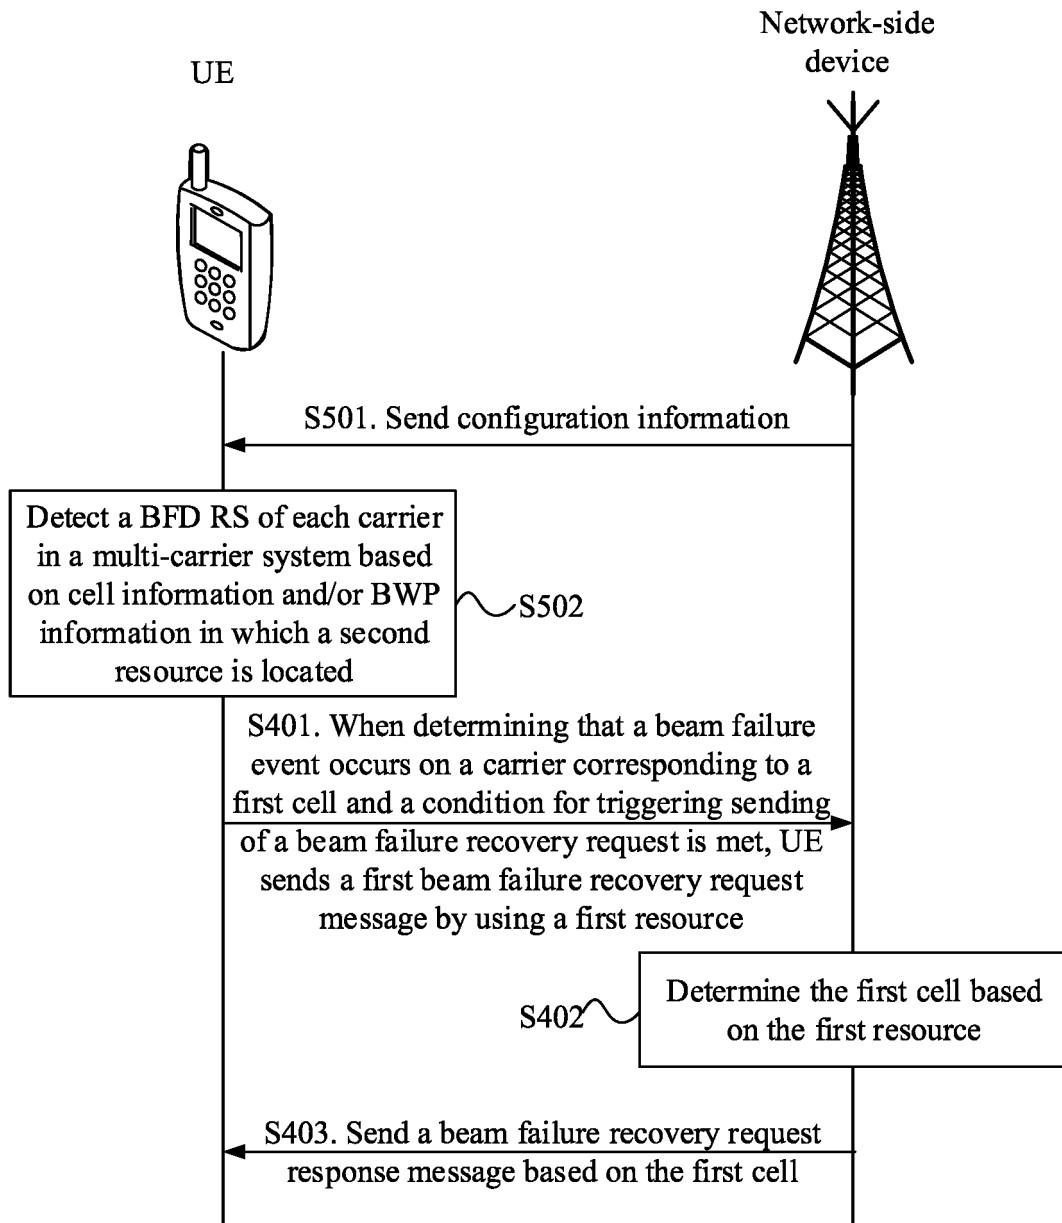 UE
Network-side
device
S501. Send configuration information
Detect a BFD RS of each carrier
in a multi-carrier system based
on cell information and/or BWP
information in which a second
resource is located
S502
S401. When determining that a beam failure
event occurs on a carrier corresponding to a
first cell and a condition for triggering sending
of a beam failure recovery request is met, UE
sends a first beam failure recovery request
message by using a first resource
Determine the first cell based
on the first resource
S402
S403. Send a beam failure recovery request
response message based on the first cell